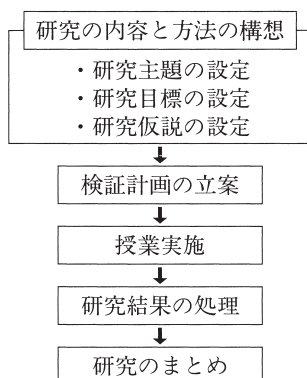 研究の内容と方法の構想
・研究主題の設定
・研究目標の設定
・研究仮説の設定
検証計画の立案
授業実施
研究結果の処理
研究のまとめ